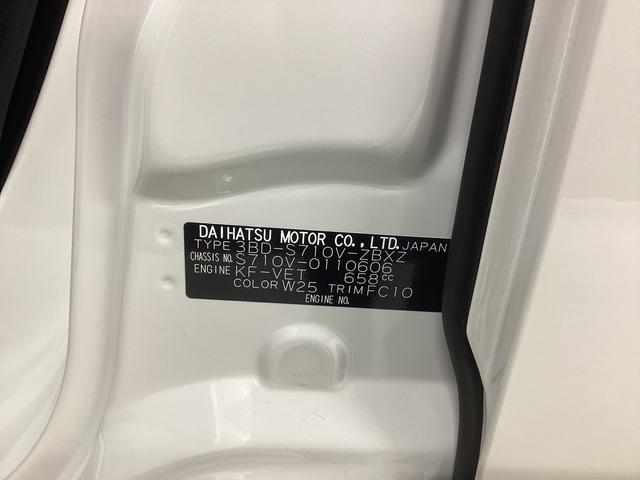 DAIHATSU MOTOR CO.,LTD. JAPAN
TYPE 3BD-S710V-ZBXZ
CHASSIS NO. S710V-0110606
ENGINE KF-VET 658cc
COLOR W25 TRIM FC10
ENGINE NO.